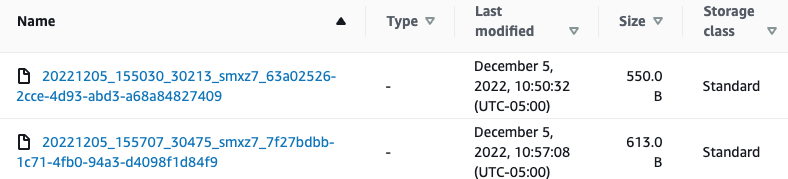 Name Type Last modified Size Storage class
20221205_155030_30213_smxz7_63a02526-
2cce-4d93-abd3-a68a84827409
-
December 5,
2022, 10:50:32
(UTC-05:00)
550.0
B
Standard
20221205_155707_30475_smxz7_7f27bdbb-
1c71-4fb0-94a3-d4098f1d84f9
-
December 5,
2022, 10:57:08
(UTC-05:00)
613.0
B
Standard